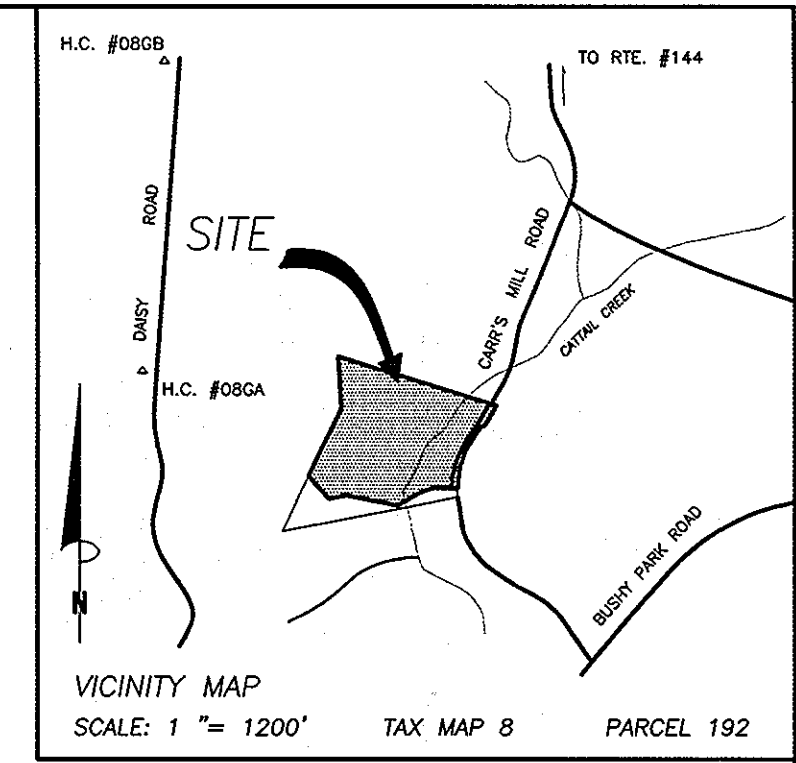 H.C. #08GB
TO RTE. #144
DAISY ROAD
SITE
CARR'S MILL ROAD
CATTAIL CREEK
H.C. #08GA
BUSHY PARK ROAD
N
VICINITY MAP
SCALE: 1 "= 1200' TAX MAP 8 PARCEL 192